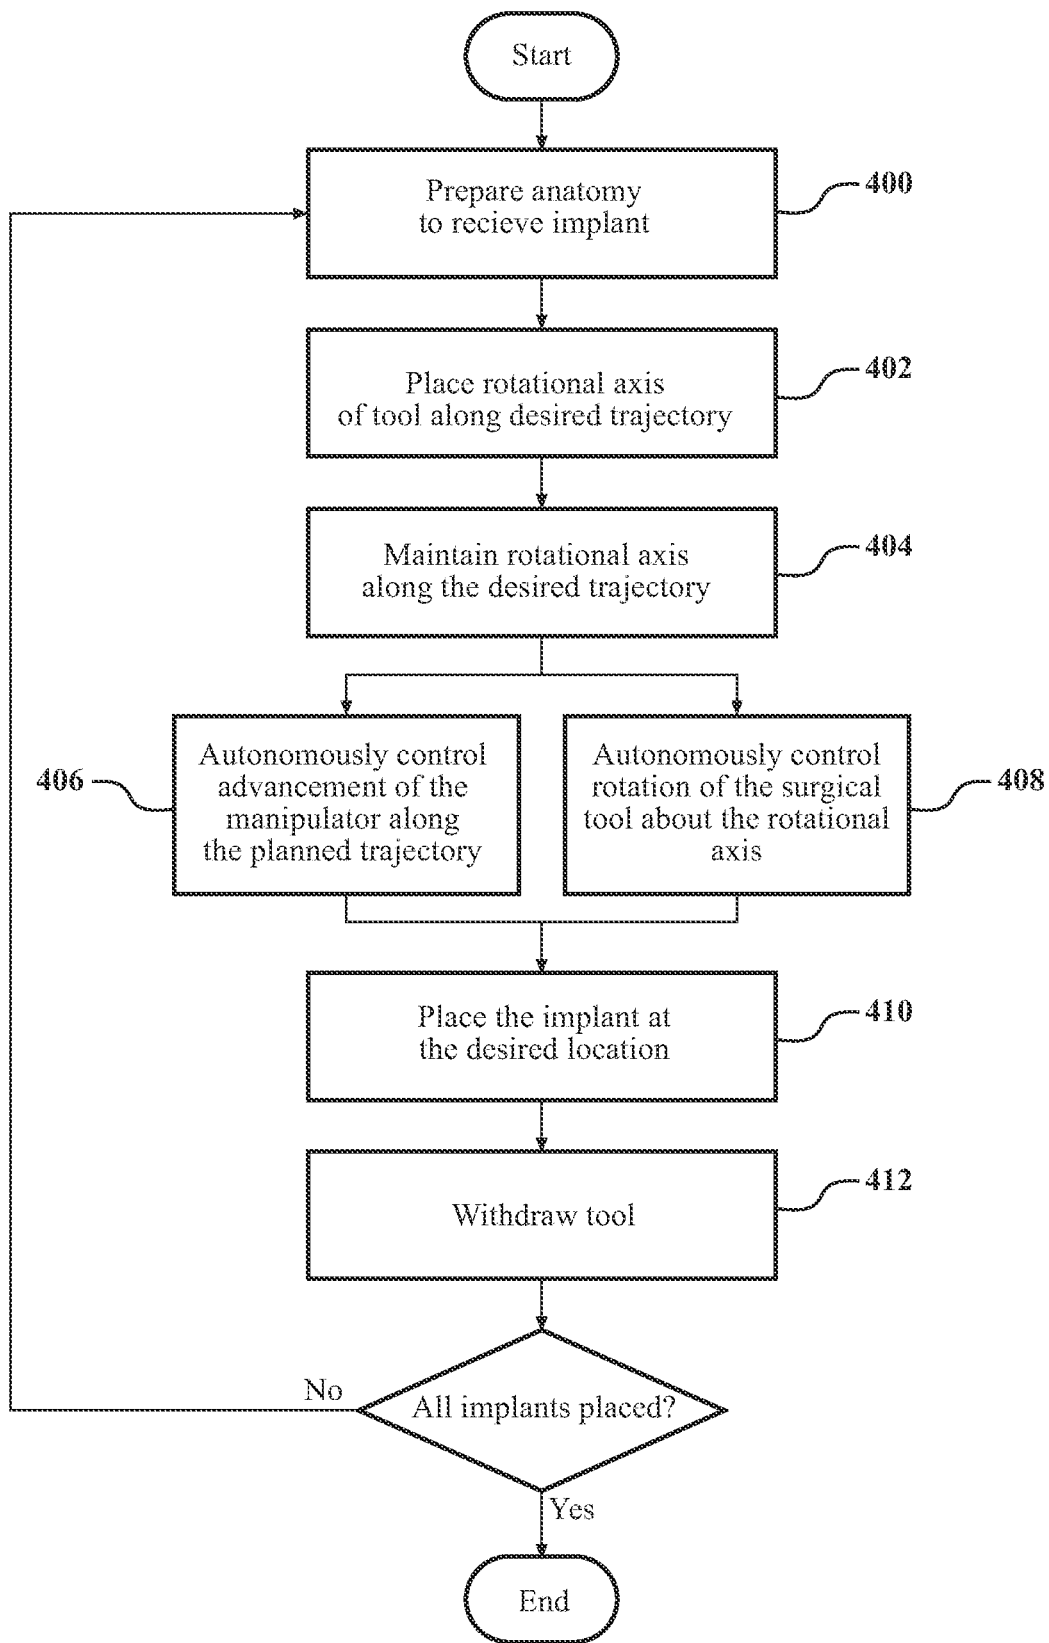 Start
Prepare anatomy
to recieve implant
400
Place rotational axis
of tool along desired trajectory
402
Maintain rotational axis
along the desired trajectory
404
Autonomously control
advancement of the
manipulator along
the planned trajectory
406
Autonomously control
rotation of the surgical
tool about the rotational
axis
408
Place the implant at
the desired location
410
Withdraw tool
412
All implants placed?
No
Yes
End